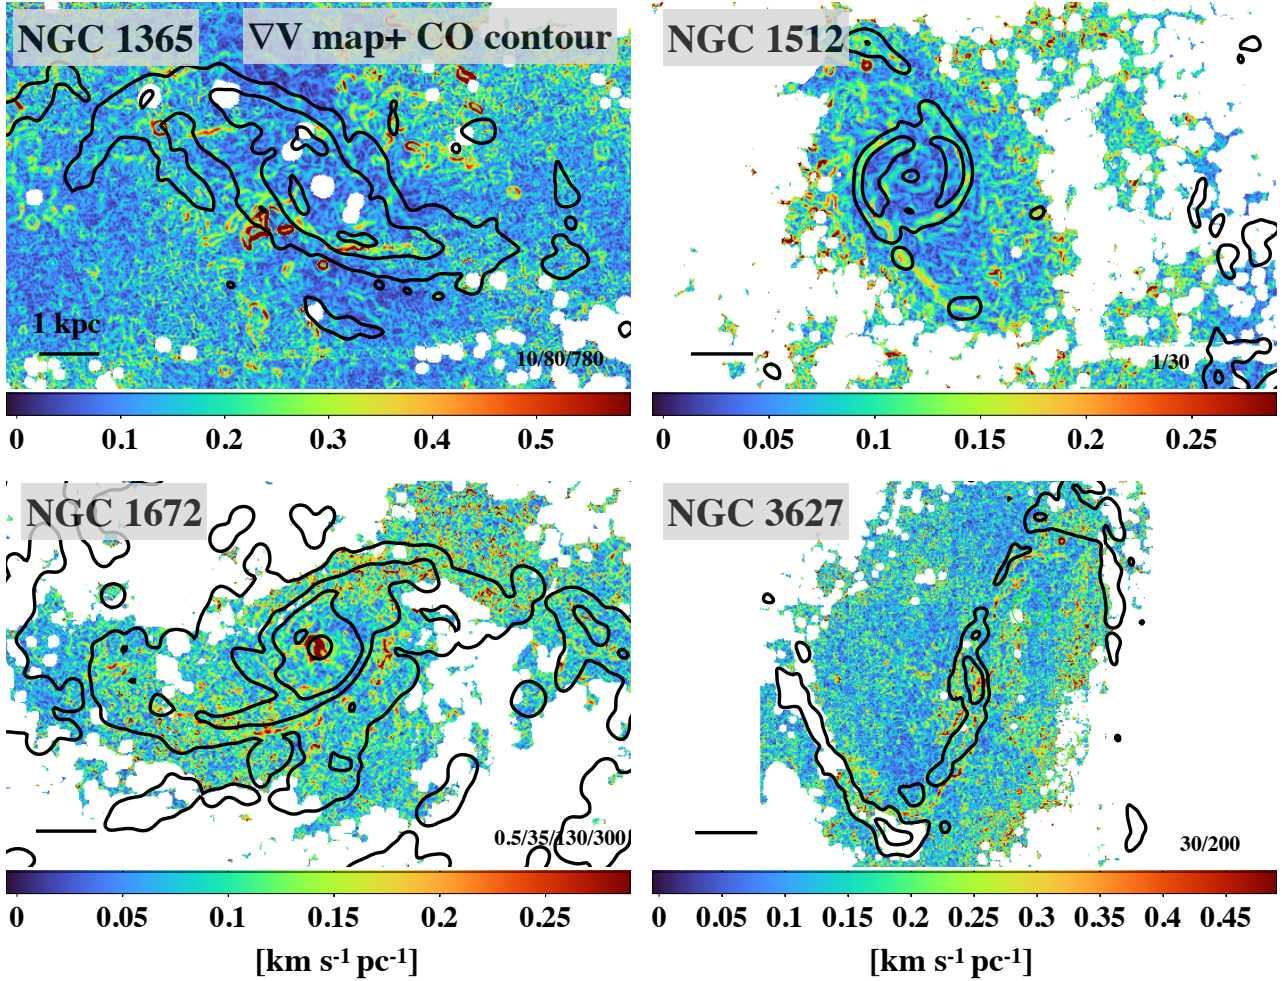 NGC 1365
∇V map+ CO contour
1 kpc
10/80/780
0 0.1 0.2 0.3 0.4 0.5
NGC 1512
1/30
0 0.05 0.1 0.15 0.2 0.25
NGC 1672
0.5/35/130/300
0 0.05 0.1 0.15 0.2 0.25
[km s⁻¹ pc⁻¹]
NGC 3627
30/200
0 0.05 0.1 0.15 0.2 0.25 0.3 0.35 0.4 0.45
[km s⁻¹ pc⁻¹]